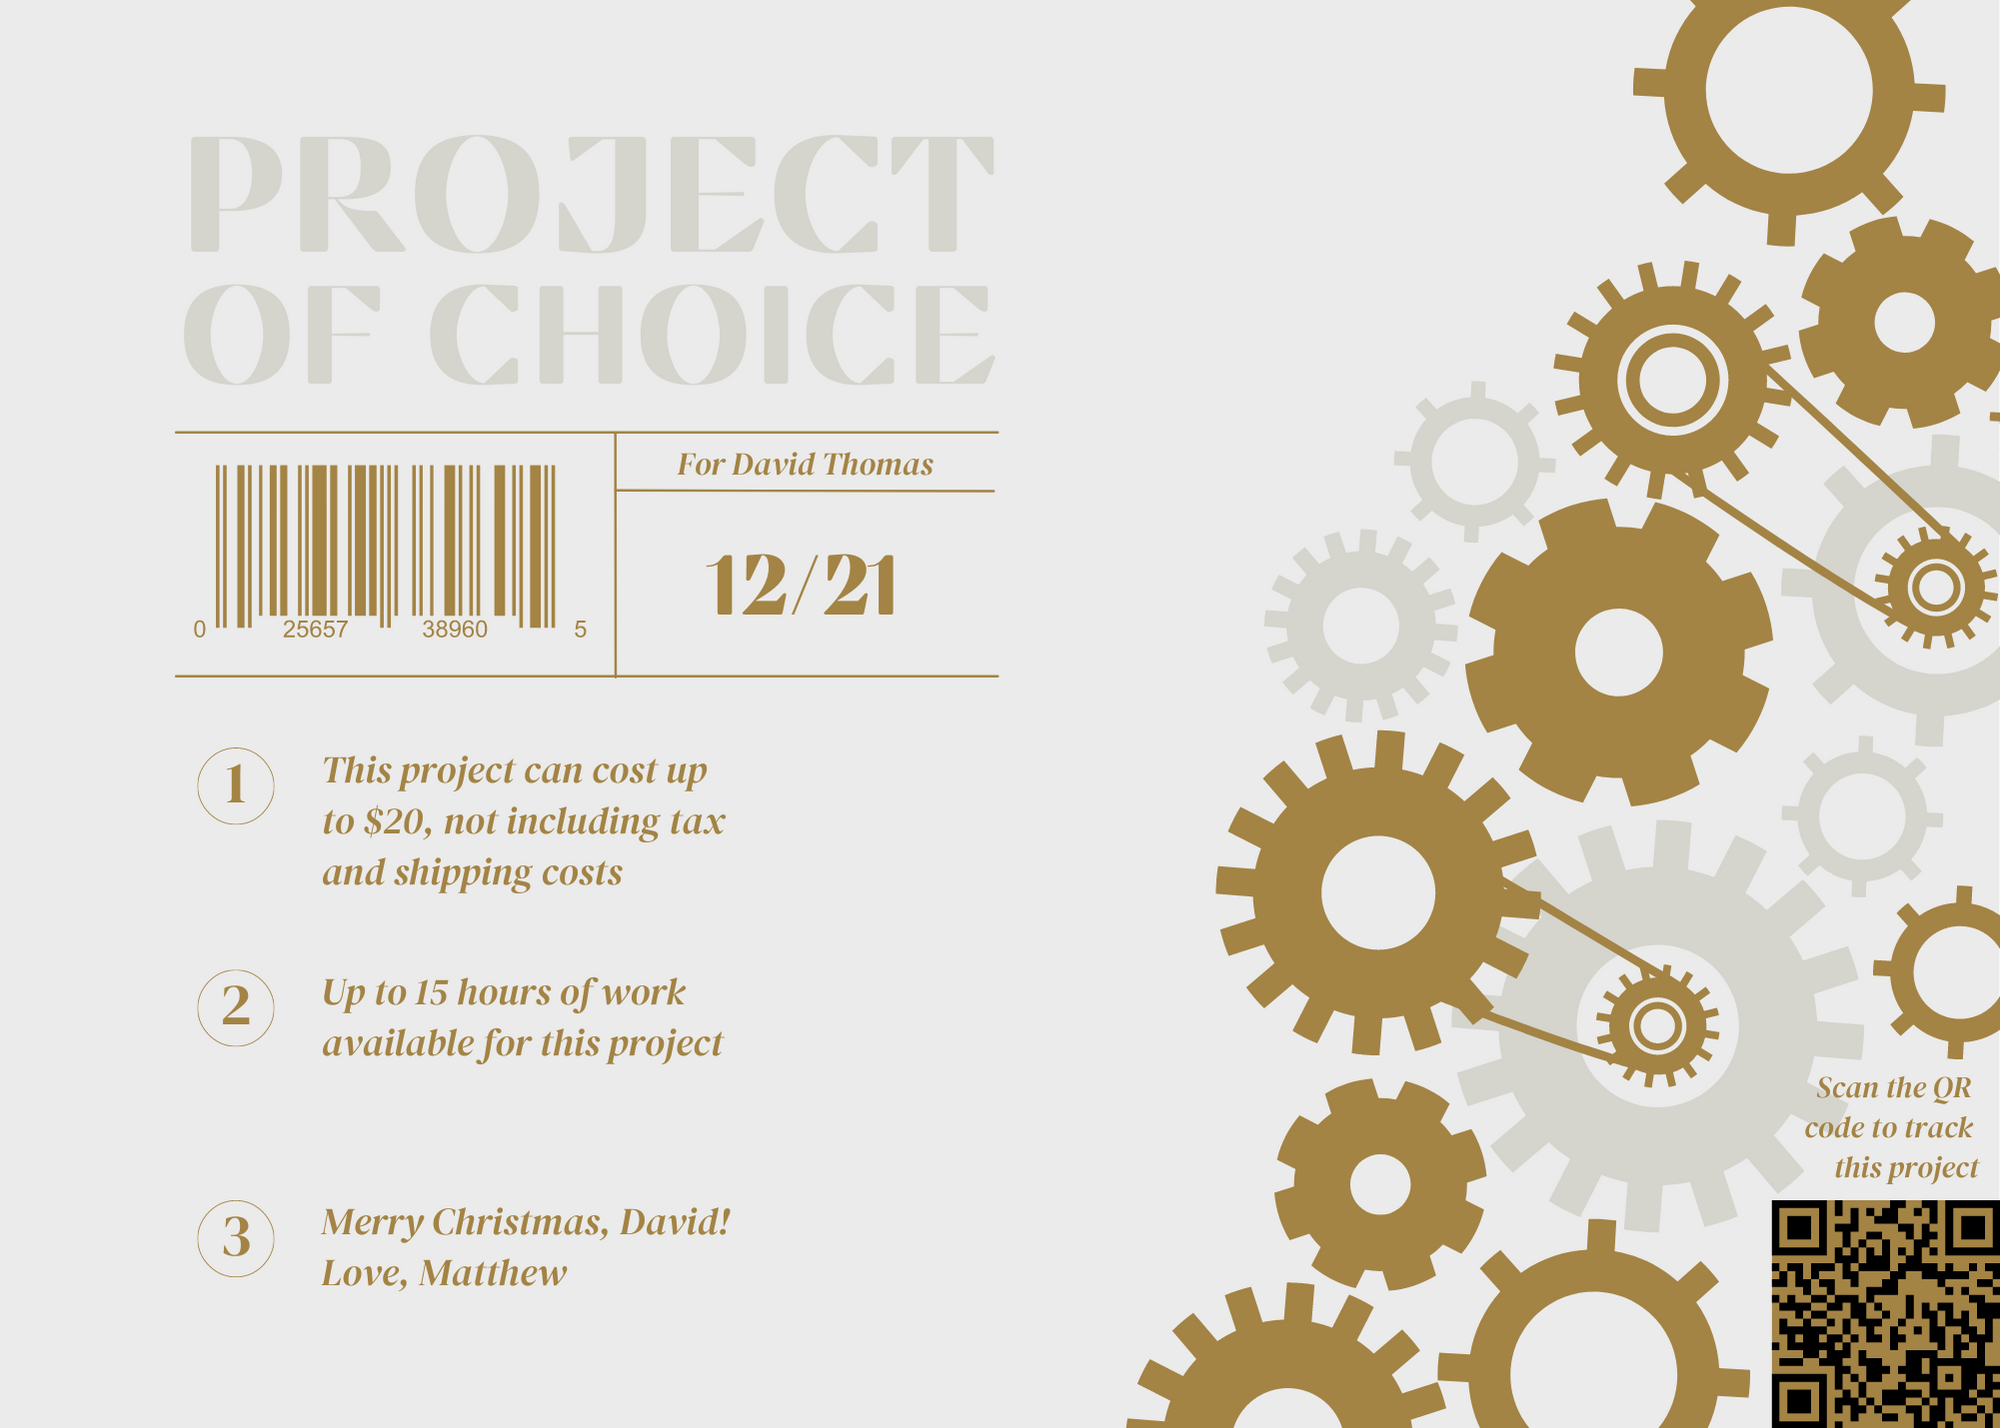 PROJECT
OF CHOICE
For David Thomas
12/21
0 25657 38960 5
1
This project can cost up
to $20, not including tax
and shipping costs
2
Up to 15 hours of work
available for this project
3
Merry Christmas, David!
Love, Matthew
Scan the QR
code to track
this project